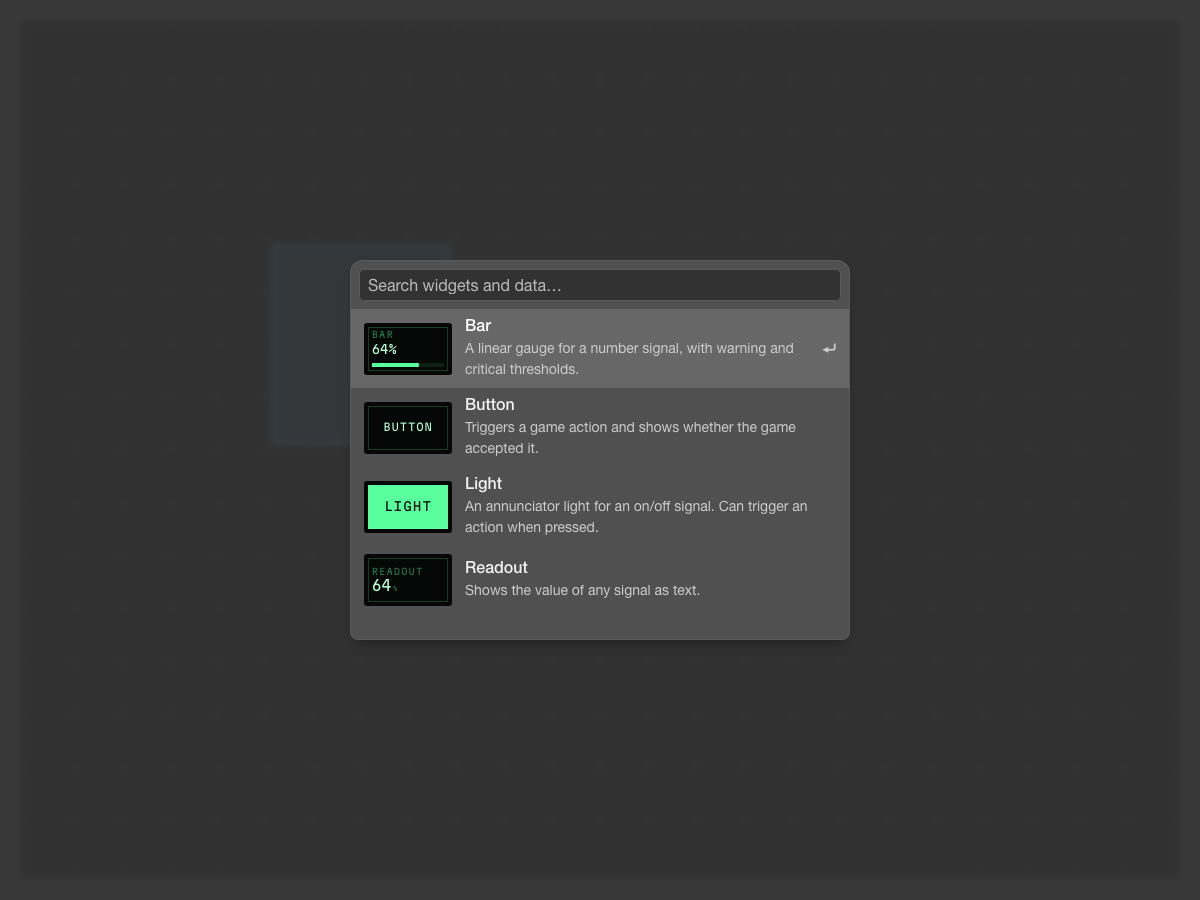 Search widgets and data…
BAR
64%
Bar
A linear gauge for a number signal, with warning and
critical thresholds.
BUTTON
Button
Triggers a game action and shows whether the game
accepted it.
LIGHT
Light
An annunciator light for an on/off signal. Can trigger an
action when pressed.
READOUT
64%
Readout
Shows the value of any signal as text.